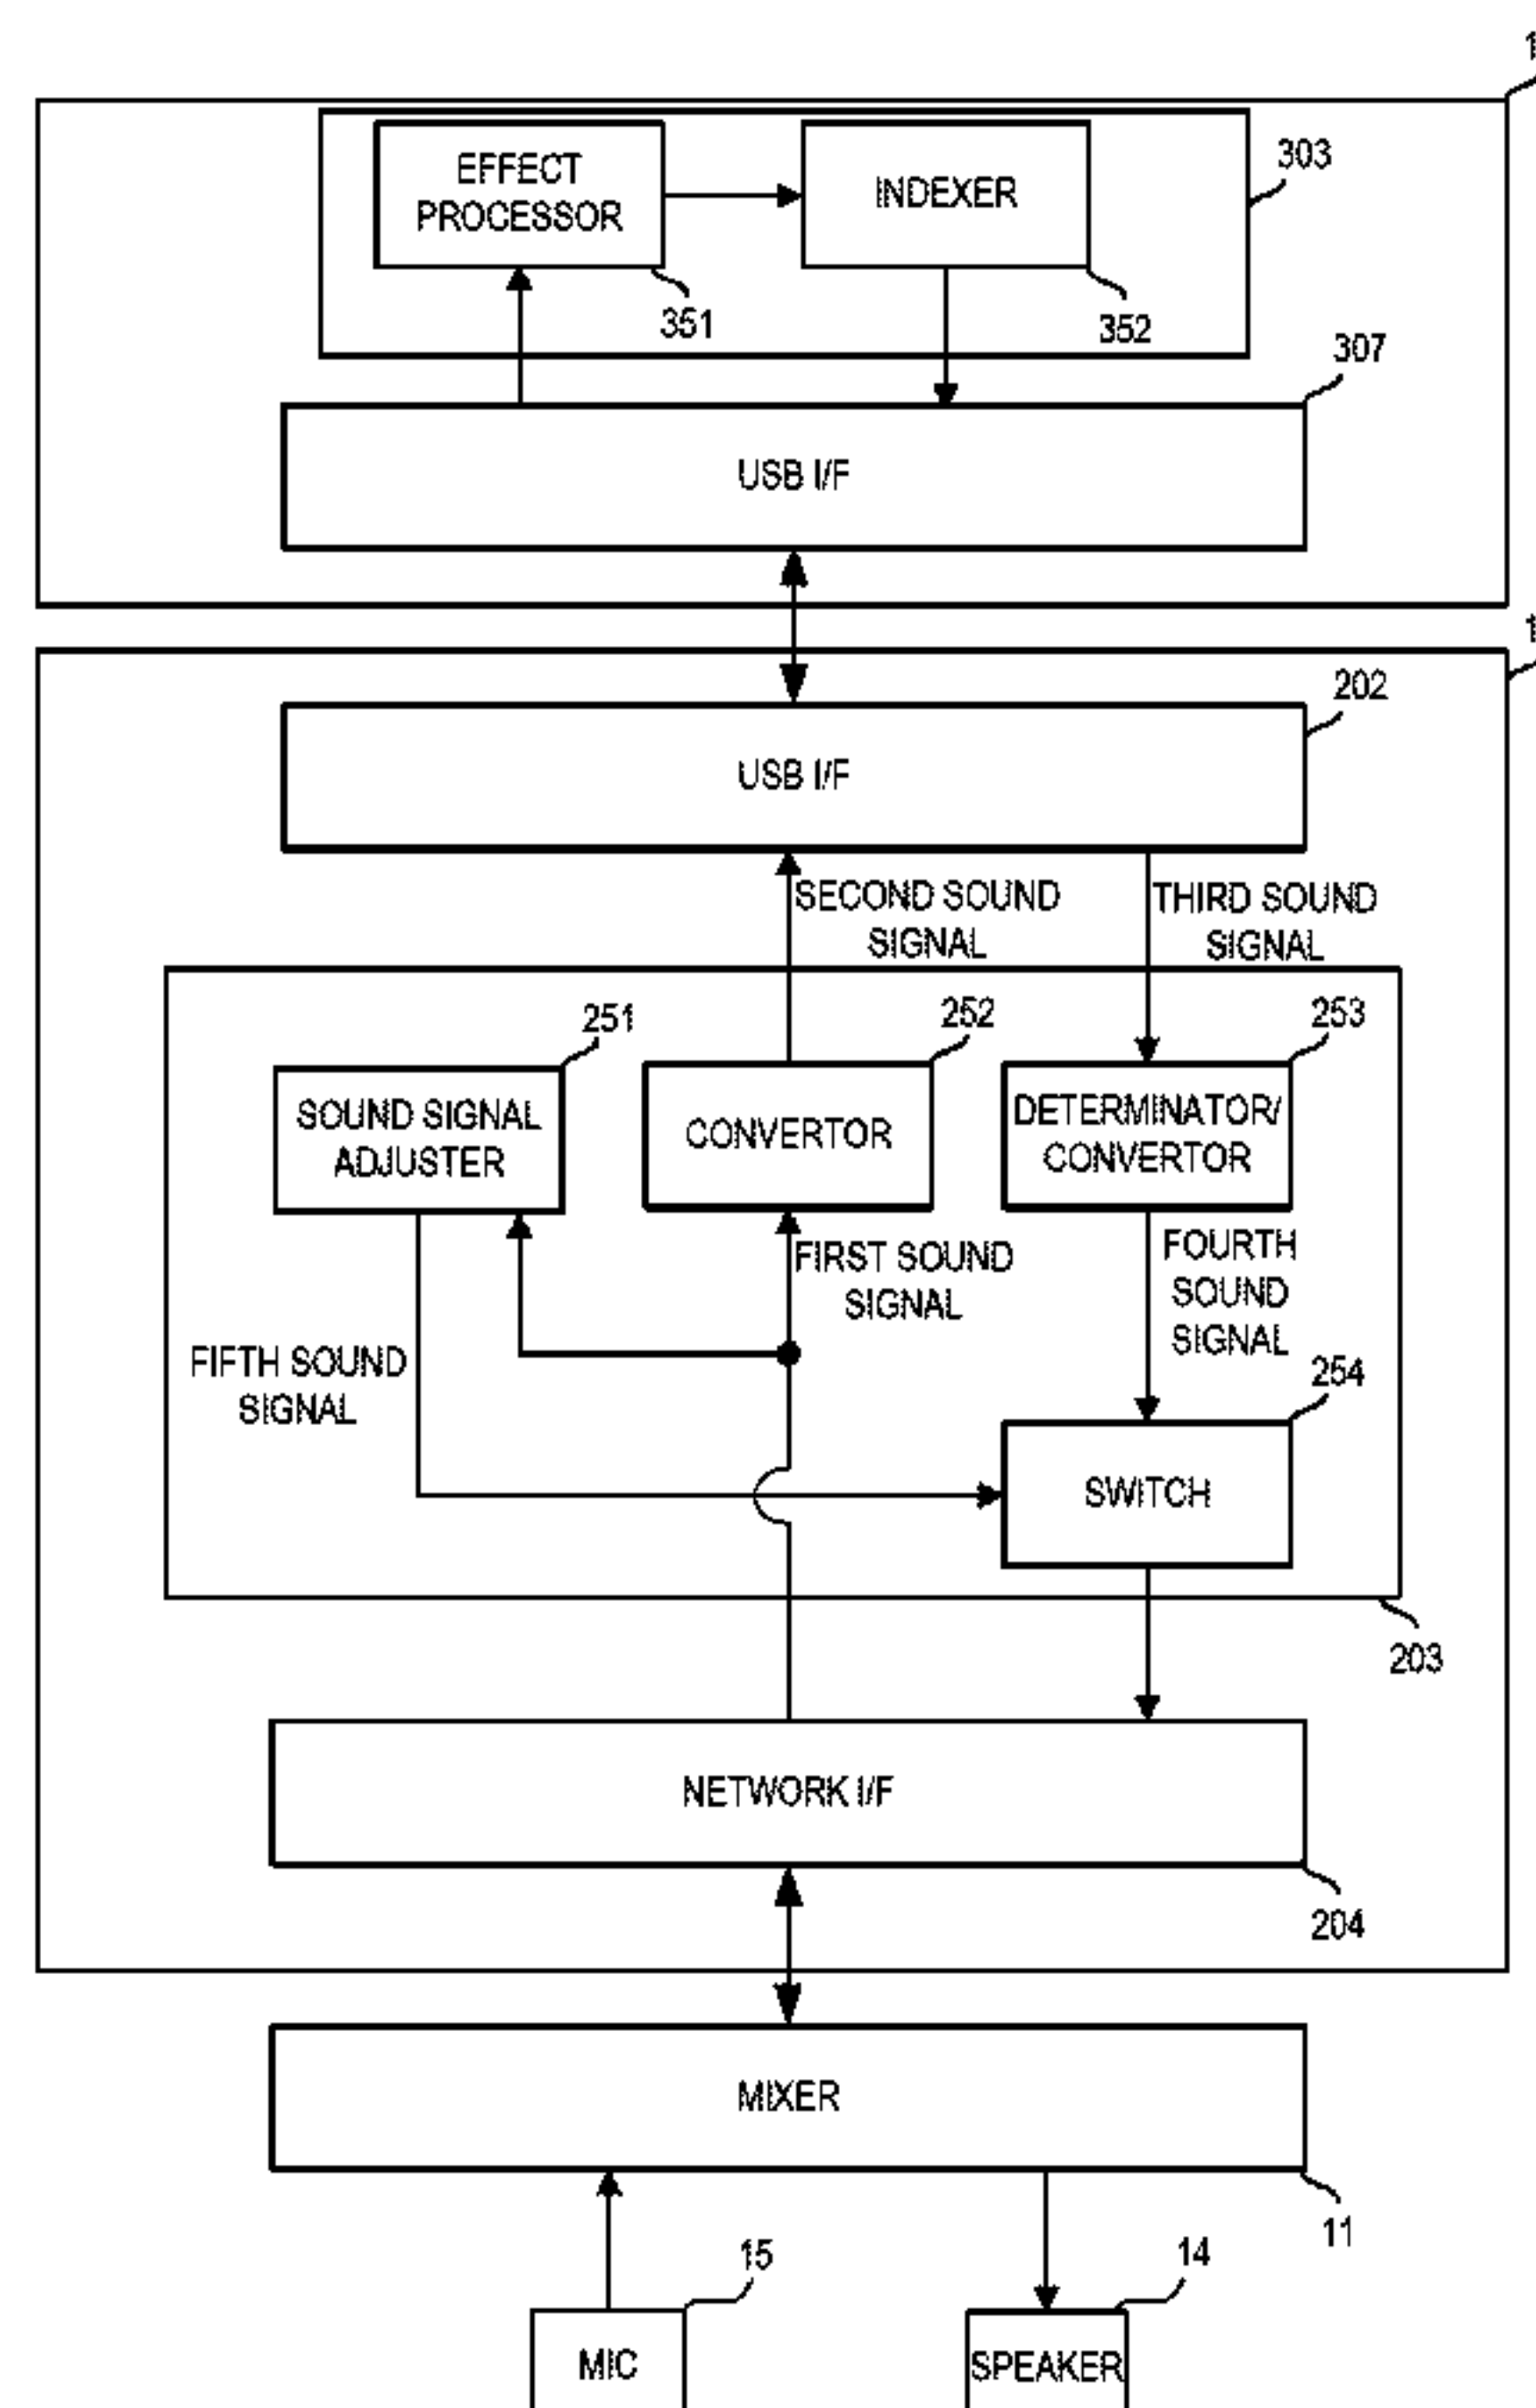 1
EFFECT
PROCESSOR
INDEXER
303
351
352
307
USB I/F
1
202
USB I/F
SECOND SOUND
SIGNAL
THIRD SOUND
SIGNAL
251
252
253
SOUND SIGNAL
ADJUSTER
CONVERTOR
DETERMINATOR/
CONVERTOR
FIRST SOUND
SIGNAL
FOURTH
SOUND
SIGNAL
FIFTH SOUND
SIGNAL
254
SWITCH
203
NETWORK I/F
204
MIXER
11
15
14
MIC
SPEAKER